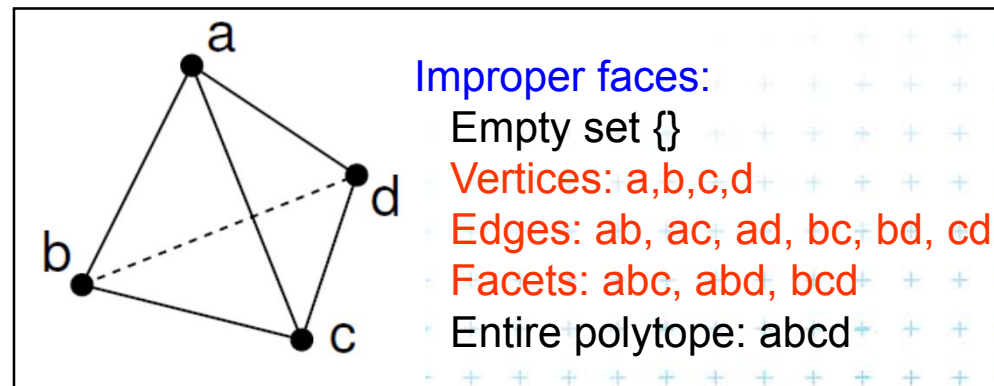 a
Improper faces:
Empty set {}
Vertices: a,b,c,d
d
Edges: ab, ac, ad, bc, bd, cd
b
Facets: abc, abd, bcd
c
Entire polytope: abcd